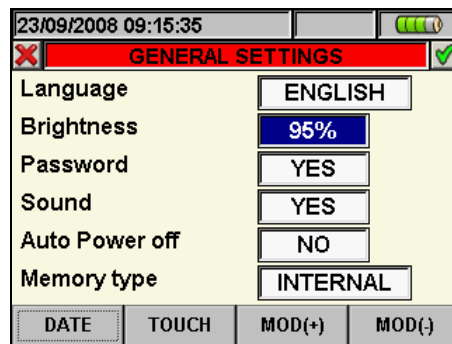 23/09/2008 09:15:35
GENERAL SETTINGS
Language ENGLISH
Brightness 95%
Password YES
Sound YES
Auto Power off NO
Memory type INTERNAL
DATE TOUCH MOD(+) MOD(-)